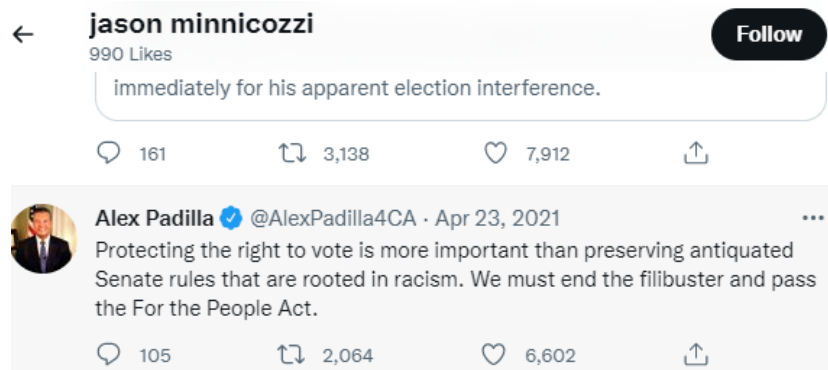 jason minnicozzi
990 Likes
Follow
immediately for his apparent election interference.
161 3,138 7,912
Alex Padilla @AlexPadilla4CA · Apr 23, 2021
Protecting the right to vote is more important than preserving antiquated
Senate rules that are rooted in racism. We must end the filibuster and pass
the For the People Act.
105 2,064 6,602